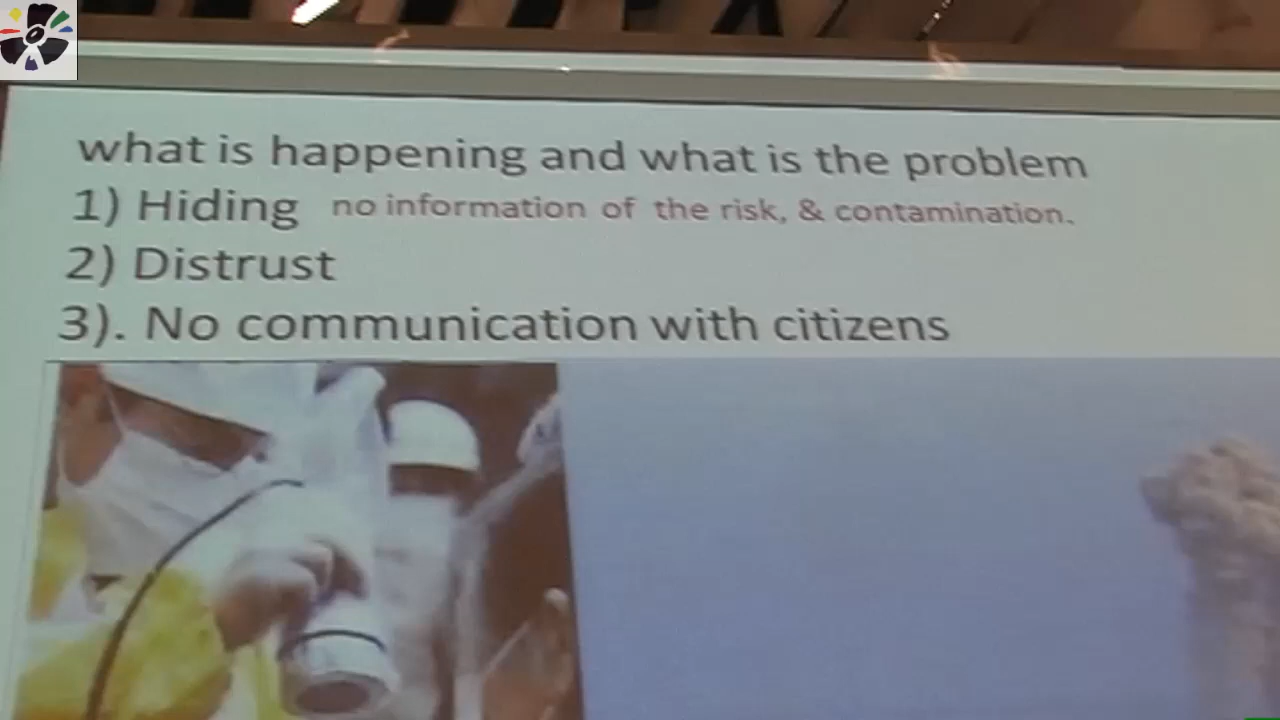 what is happening and what is the problem
1) Hiding no information of the risk, & contamination.
2) Distrust
3). No communication with citizens